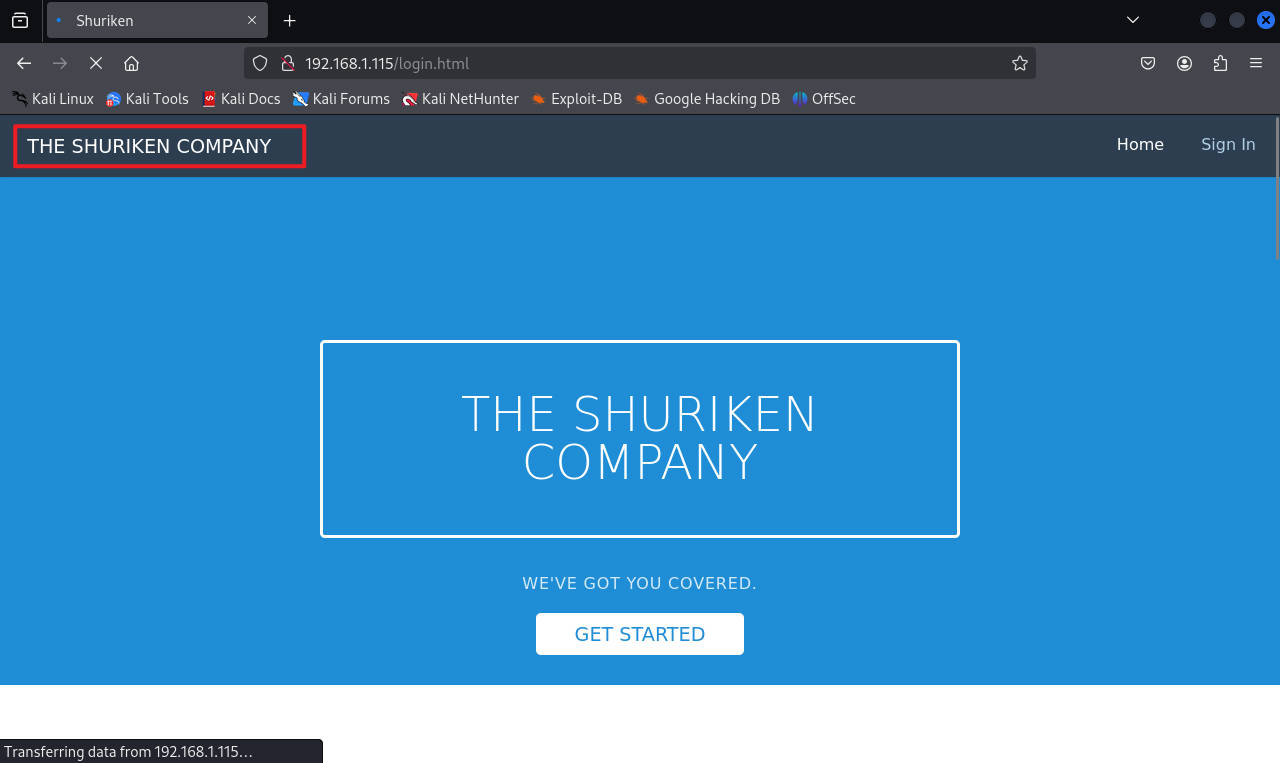 Shuriken
192.168.1.115/login.html
Kali Linux Kali Tools Kali Docs Kali Forums Kali NetHunter Exploit-DB Google Hacking DB OffSec
THE SHURIKEN COMPANY Home Sign In
THE SHURIKEN
COMPANY
WE'VE GOT YOU COVERED.
GET STARTED
Transferring data from 192.168.1.115…